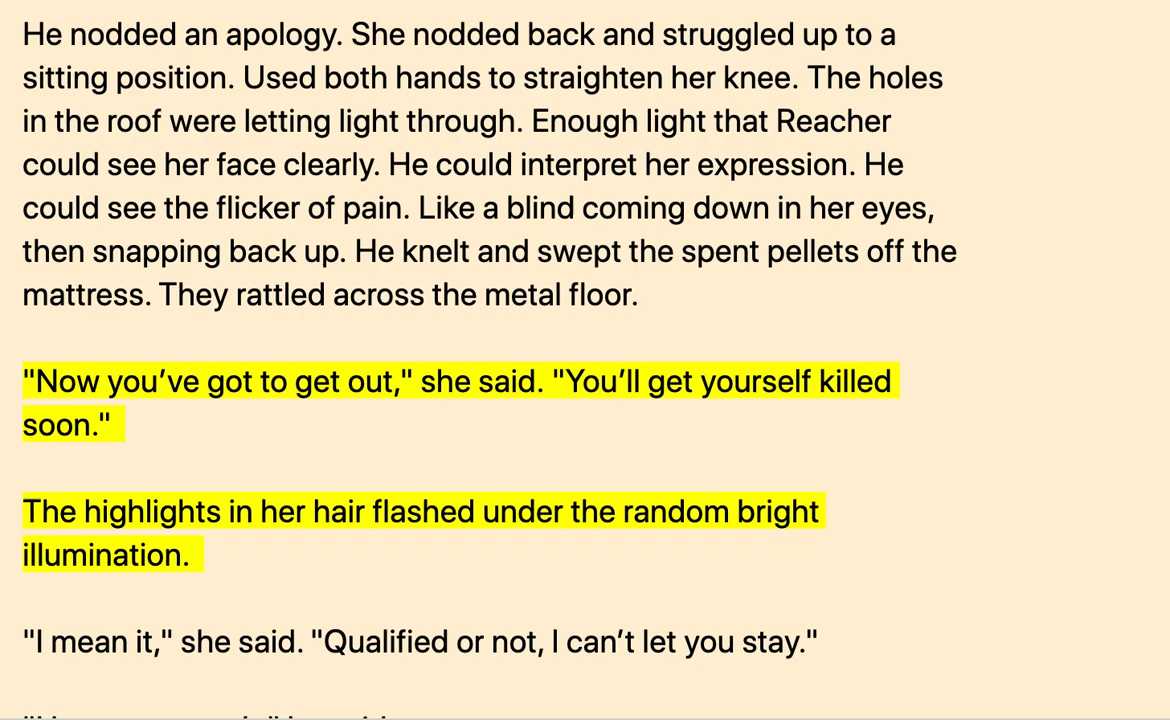 He nodded an apology. She nodded back and struggled up to a
sitting position. Used both hands to straighten her knee. The holes
in the roof were letting light through. Enough light that Reacher
could see her face clearly. He could interpret her expression. He
could see the flicker of pain. Like a blind coming down in her eyes,
then snapping back up. He knelt and swept the spent pellets off the
mattress. They rattled across the metal floor.
"Now you’ve got to get out," she said. "You’ll get yourself killed
soon."
The highlights in her hair flashed under the random bright
illumination.
"I mean it," she said. "Qualified or not, I can’t let you stay."